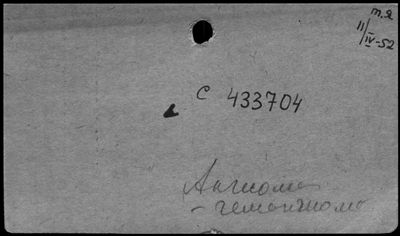 т.я
11/IV-52
С 433704
Ангиома
- гемангиома